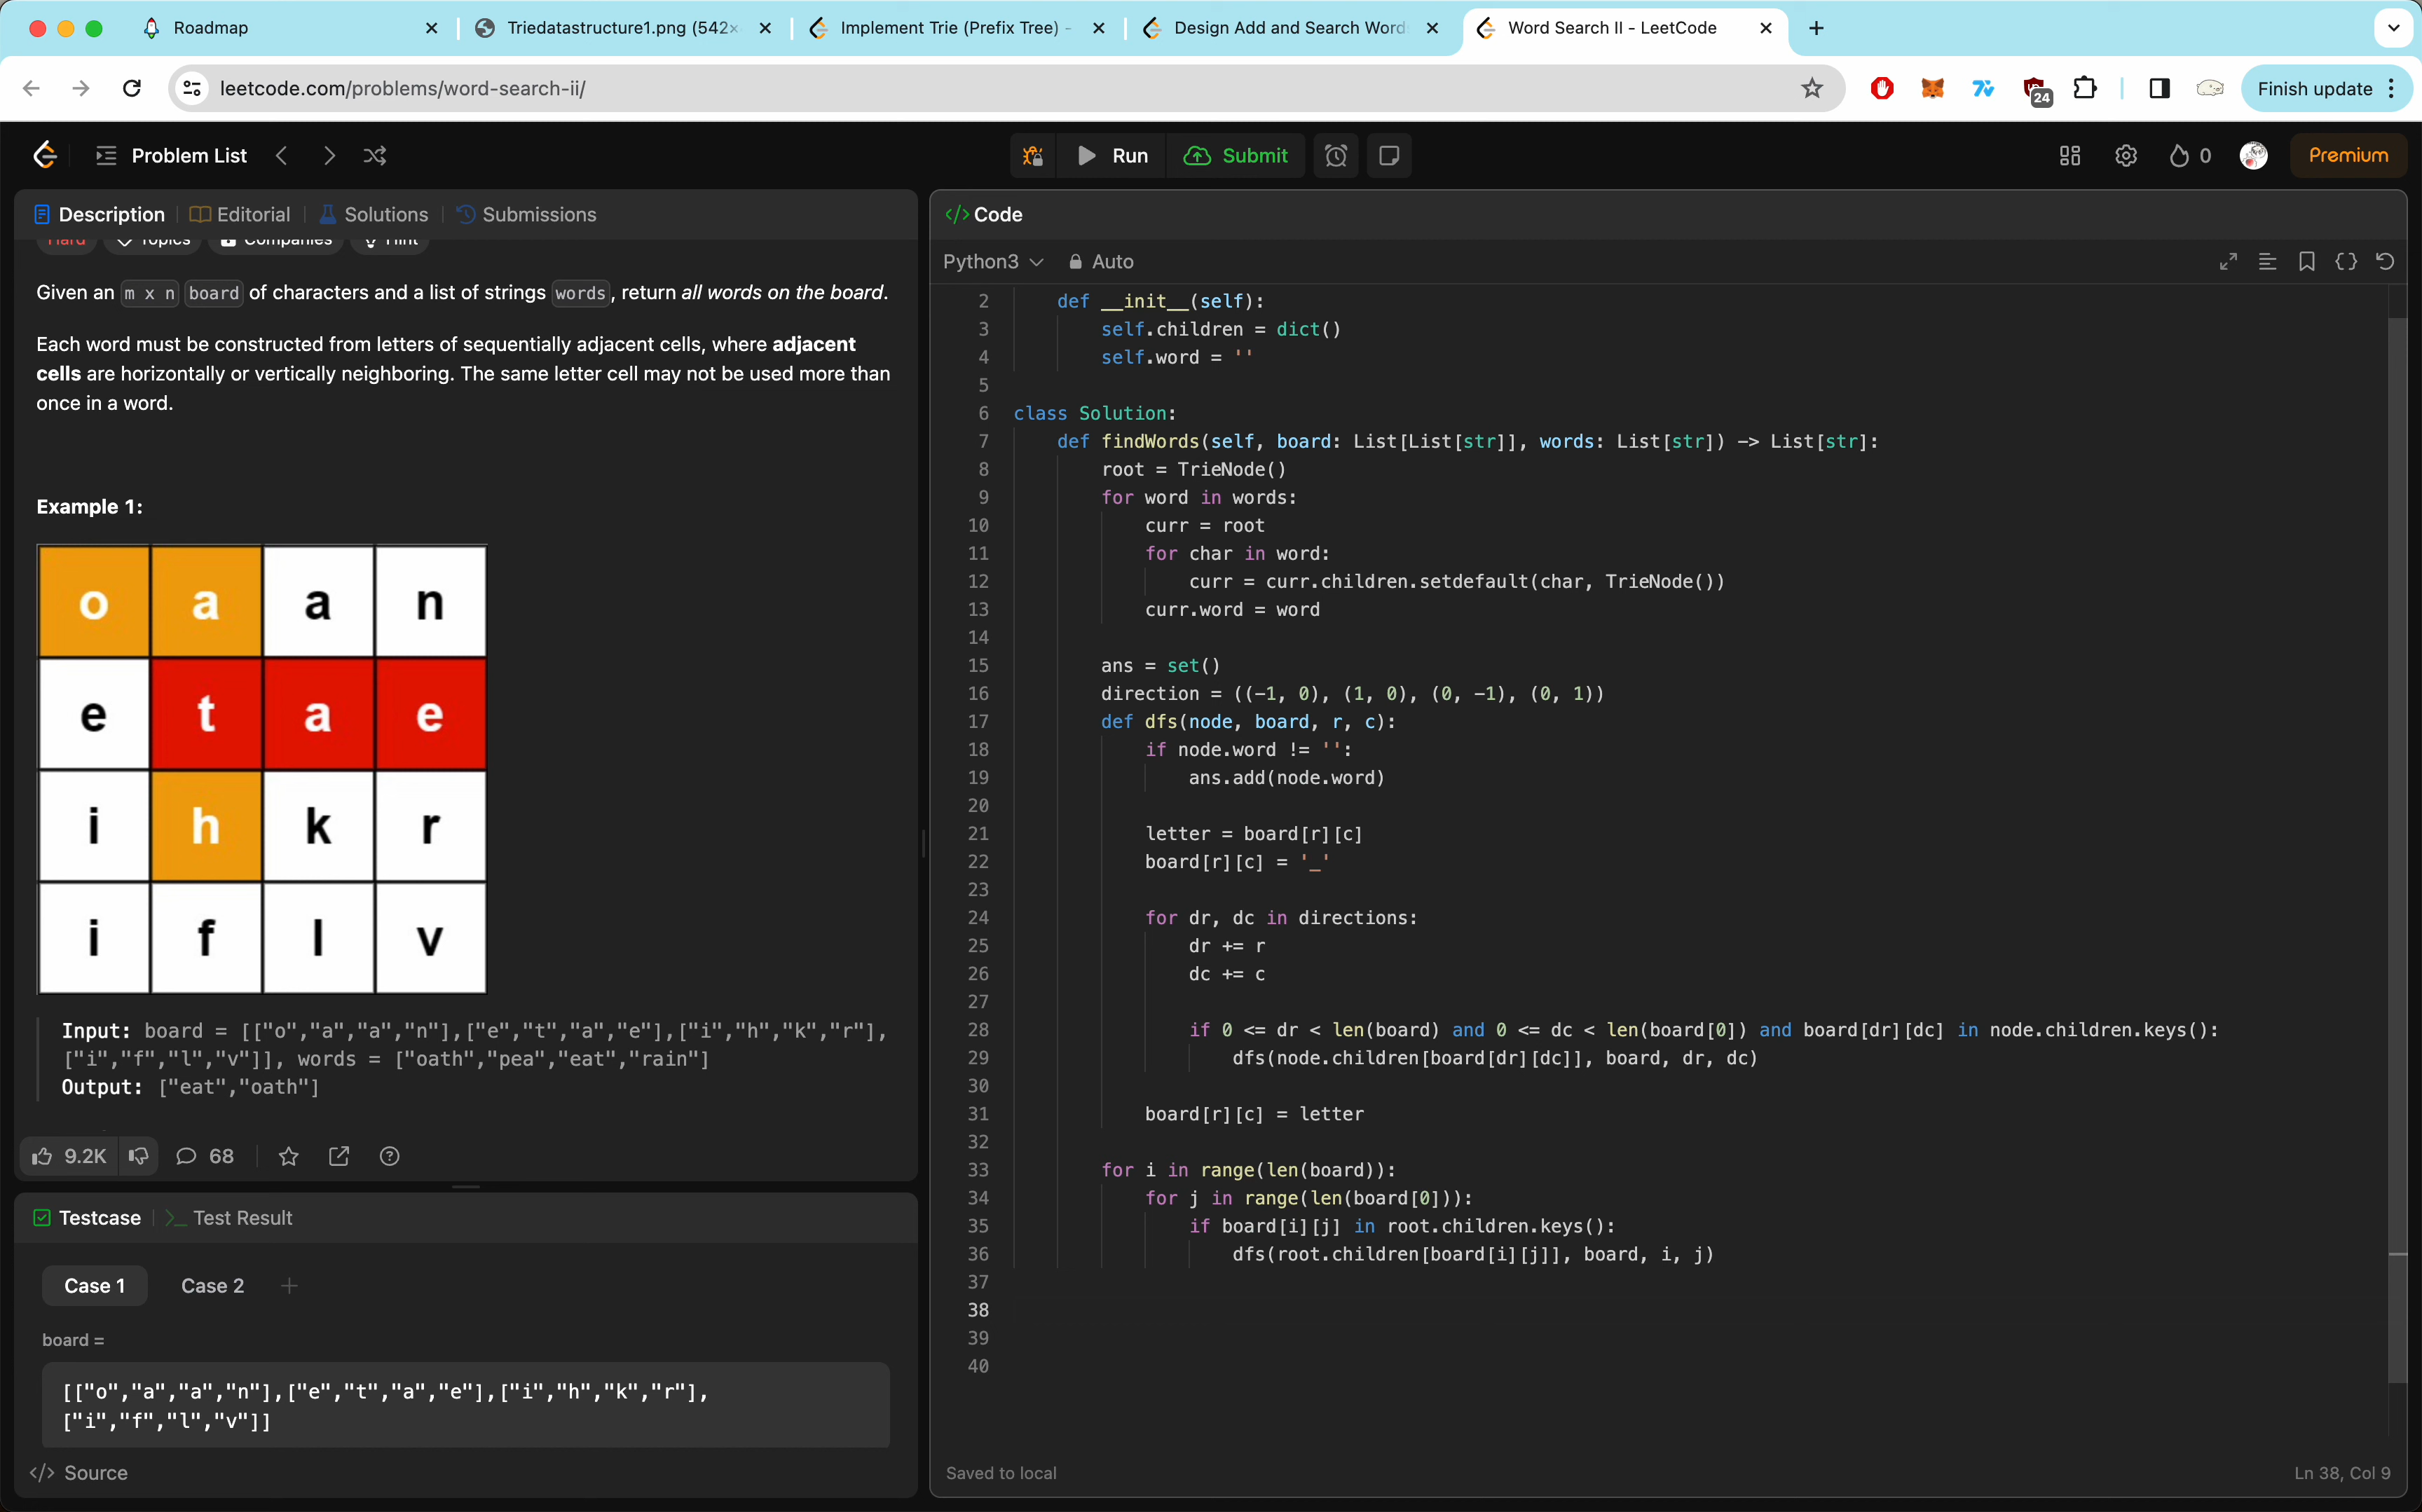 Roadmap
Triedatastructure1.png (542×
Implement Trie (Prefix Tree) -
Design Add and Search Word
Word Search II - LeetCode
leetcode.com/problems/word-search-ii/
24
Finish update
Problem List
Run
Submit
0
Premium
Description
Editorial
Solutions
Submissions
Hard
Topics
Companies
Hint
Given an m x n board of characters and a list of strings words, return all words on the board.
Each word must be constructed from letters of sequentially adjacent cells, where adjacent
cells are horizontally or vertically neighboring. The same letter cell may not be used more than
once in a word.
Example 1:
o a a n
e t a e
i h k r
i f l v
Input: board = [["o","a","a","n"],["e","t","a","e"],["i","h","k","r"],
["i","f","l","v"]], words = ["oath","pea","eat","rain"]
Output: ["eat","oath"]
9.2K
68
Testcase
Test Result
Case 1
Case 2
board =
[["o","a","a","n"],["e","t","a","e"],["i","h","k","r"],
["i","f","l","v"]]
</> Source
</> Code
Python3
Auto
2 def __init__(self):
3 self.children = dict()
4 self.word = ''
5
6 class Solution:
7 def findWords(self, board: List[List[str]], words: List[str]) -> List[str]:
8 root = TrieNode()
9 for word in words:
10 curr = root
11 for char in word:
12 curr = curr.children.setdefault(char, TrieNode())
13 curr.word = word
14
15 ans = set()
16 direction = ((-1, 0), (1, 0), (0, -1), (0, 1))
17 def dfs(node, board, r, c):
18 if node.word != '':
19 ans.add(node.word)
20
21 letter = board[r][c]
22 board[r][c] = '_'
23
24 for dr, dc in directions:
25 dr += r
26 dc += c
27
28 if 0 <= dr < len(board) and 0 <= dc < len(board[0]) and board[dr][dc] in node.children.keys():
29 dfs(node.children[board[dr][dc]], board, dr, dc)
30
31 board[r][c] = letter
32
33 for i in range(len(board)):
34 for j in range(len(board[0])):
35 if board[i][j] in root.children.keys():
36 dfs(root.children[board[i][j]], board, i, j)
37
38
39
40
Saved to local
Ln 38, Col 9